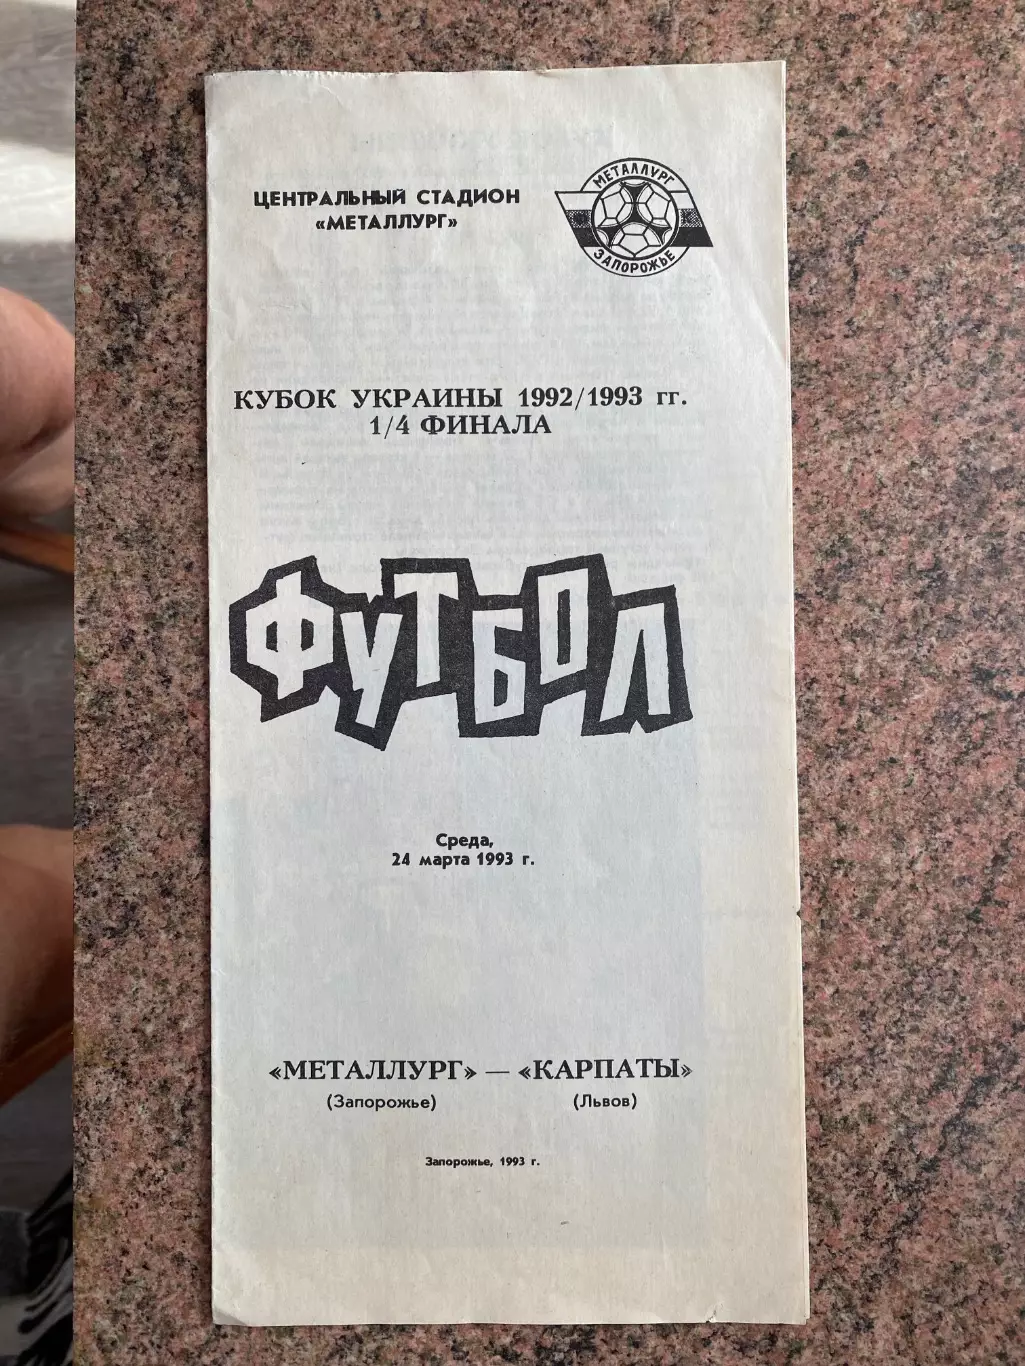 ЦЕНТРАЛЬНЫЙ СТАДИОН
«МЕТАЛЛУРГ»
МЕТАЛЛУРГ
ЗАПОРОЖЬЕ
КУБОК УКРАИНЫ 1992/1993 гг.
1/4 ФИНАЛА
ФУТБОЛ
Среда,
24 марта 1993 г.
«МЕТАЛЛУРГ» — «КАРПАТЫ»
(Запорожье) (Львов)
Запорожье, 1993 г.